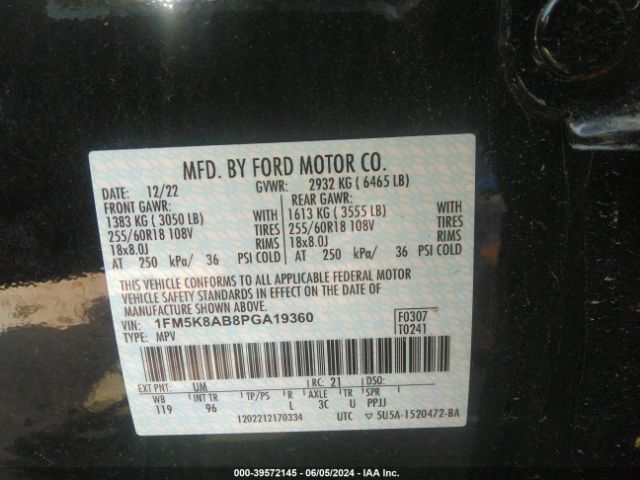 MFD. BY FORD MOTOR CO.
DATE: 12/22 GVWR: 2932 KG ( 6465 LB)
FRONT GAWR: REAR GAWR:
1383 KG ( 3050 LB) WITH 1613 KG ( 3555 LB) WITH
255/60R18 108V TIRES 255/60R18 108V TIRES
18x8.0J RIMS 18x8.0J RIMS
AT 250 kPa/ 36 PSI COLD AT 250 kPa/ 36 PSI COLD
THIS VEHICLE CONFORMS TO ALL APPLICABLE FEDERAL MOTOR
VEHICLE SAFETY STANDARDS IN EFFECT ON THE DATE OF
MANUFACTURE SHOWN ABOVE.
VIN: 1FM5K8AB8PGA19360 F0307
TYPE: MPV T0241
EXT PNT: UM RC: 21 DSO:
WB INT TR TP/PS R AXLE TR SPR
119 96 L 3C U PPJJ
1202212170334 UTC 5U5A-1520472-BA
000-39572145 - 06/05/2024 - IAA Inc.